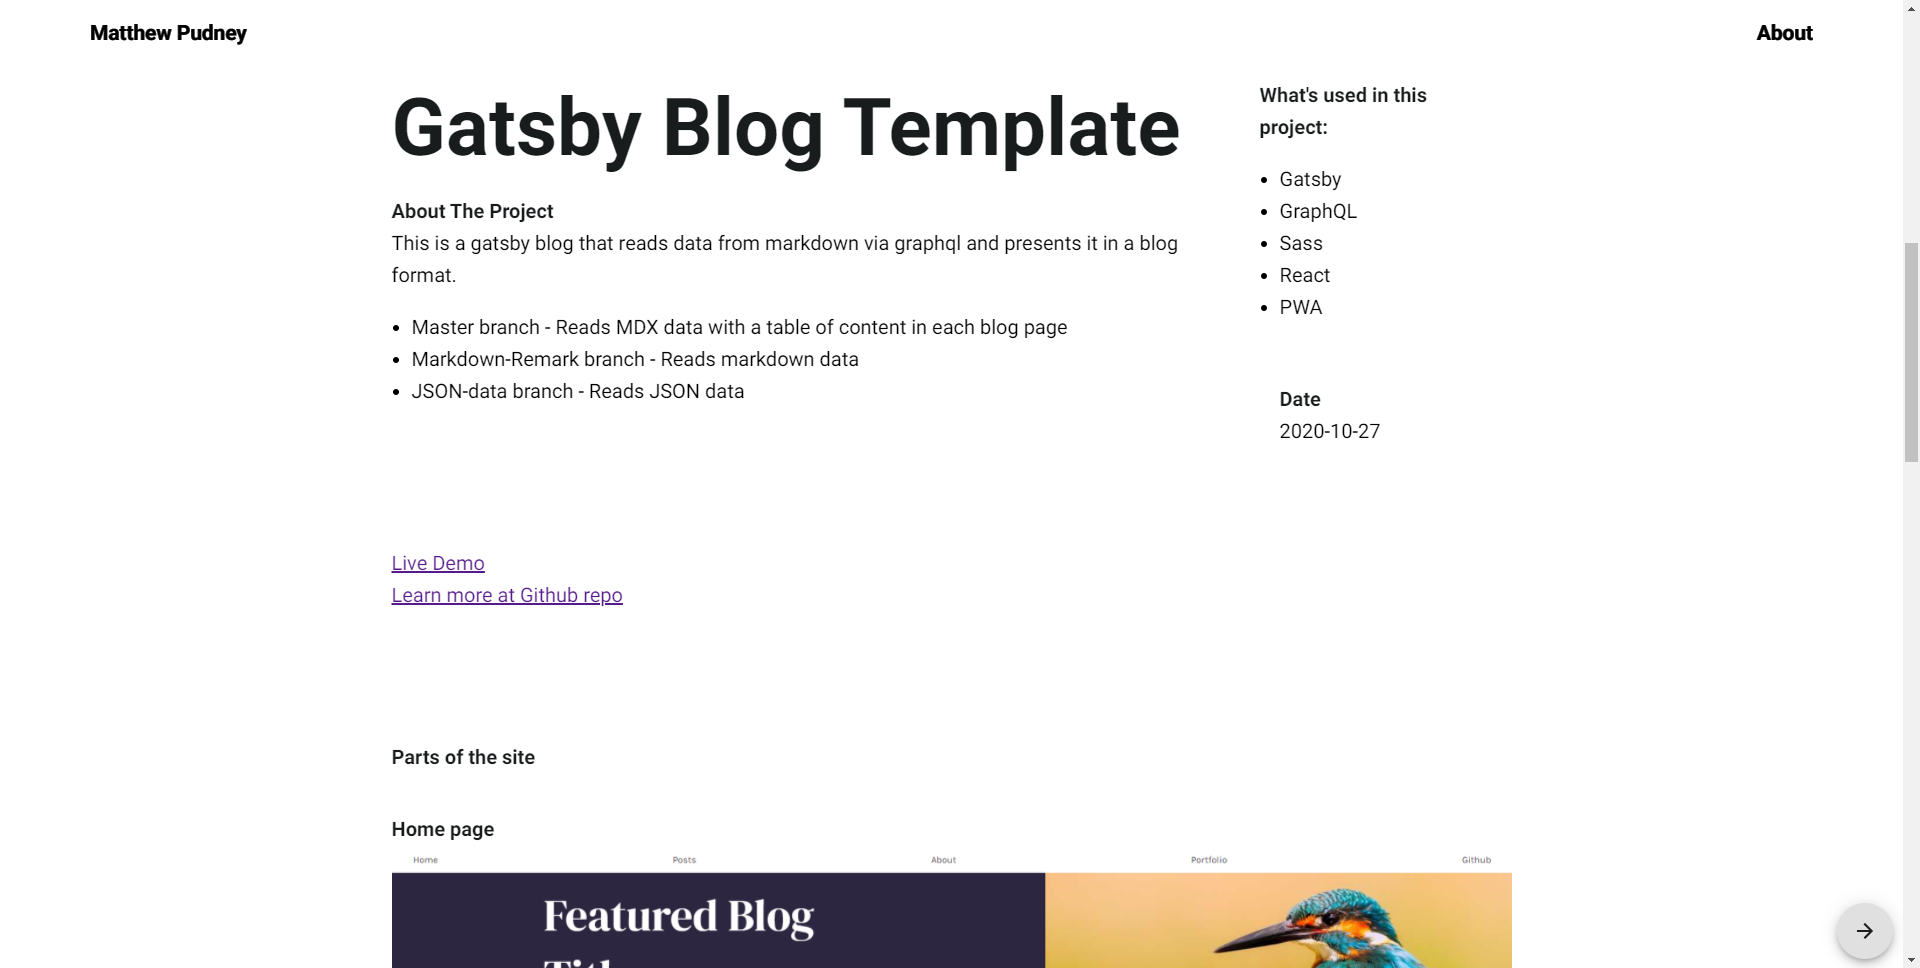 Matthew Pudney
About
Gatsby Blog Template
About The Project
This is a gatsby blog that reads data from markdown via graphql and presents it in a blog
format.
• Master branch - Reads MDX data with a table of content in each blog page
• Markdown-Remark branch - Reads markdown data
• JSON-data branch - Reads JSON data
What's used in this
project:
• Gatsby
• GraphQL
• Sass
• React
• PWA
Date
2020-10-27
Live Demo
Learn more at Github repo
Parts of the site
Home page
Home Posts About Portfolio Github
Featured Blog